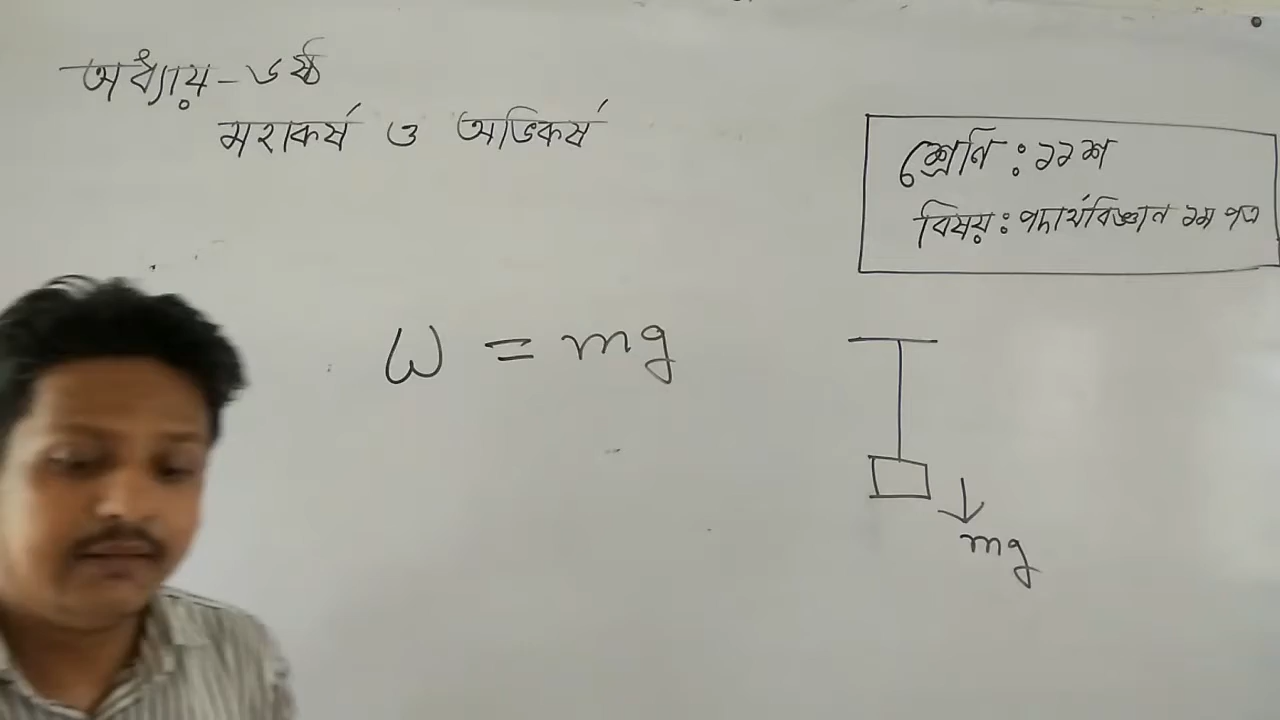 অধ্যায় - ৬ষ্ঠ
মহাকর্ষ ও অভিকর্ষ
শ্রেণি : ১১শ
বিষয় : পদার্থবিজ্ঞান ১ম পত্র
W = mg
mg